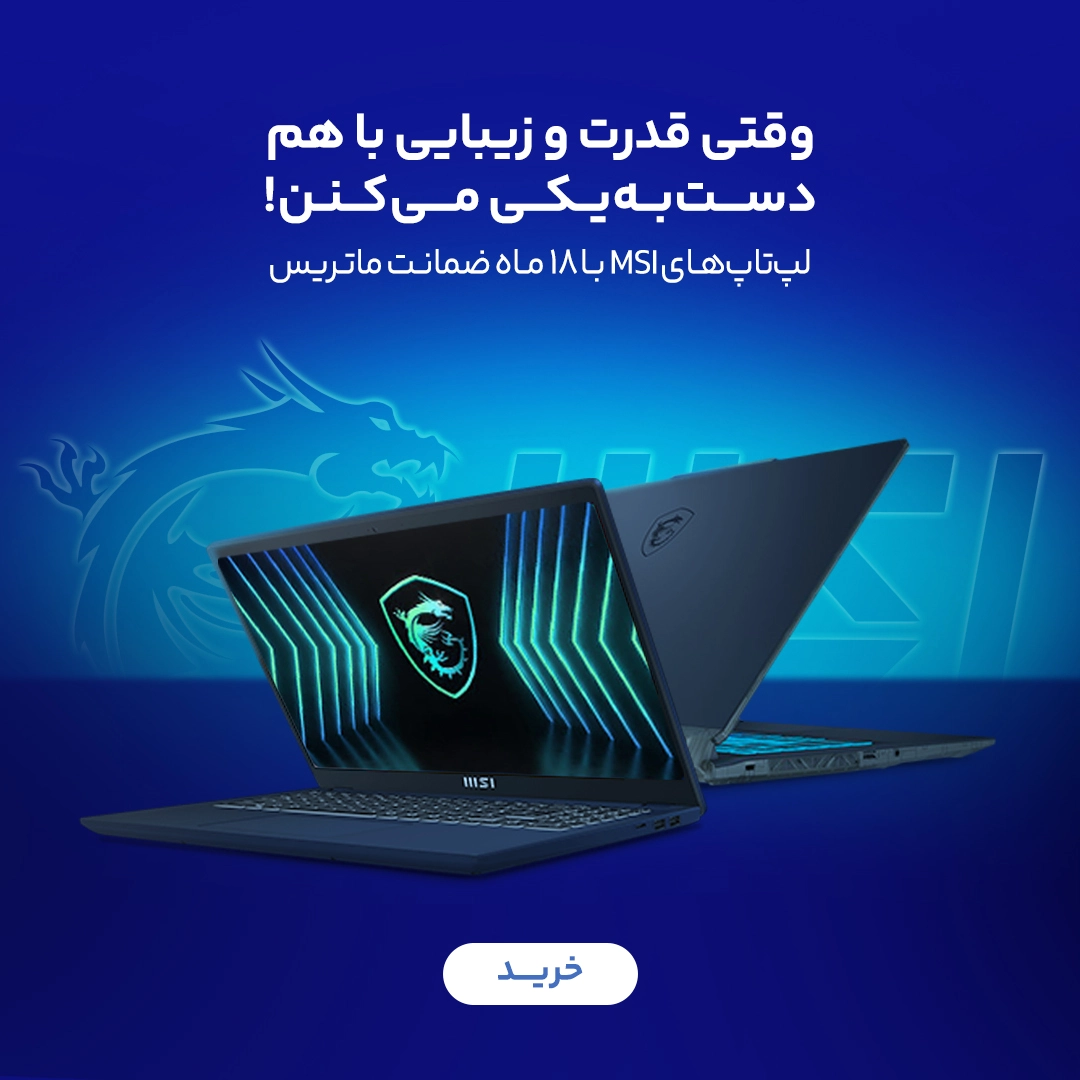 وقتی قدرت و زیبایی با هم
دست‌به‌یکی می‌کنن!
لپ‌تاپ‌های MSI با ۱۸ ماه ضمانت ماتریس
MSI
MSI
خرید